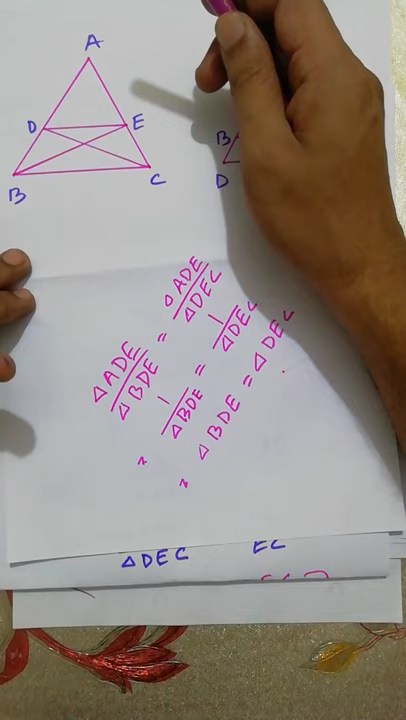 A
D E
B C
B
D
ΔADE/ΔBDE = ΔADE/ΔDEC
" 1/ΔBDE = 1/ΔDEC
" ΔBDE = ΔDEC
ΔDEC EC